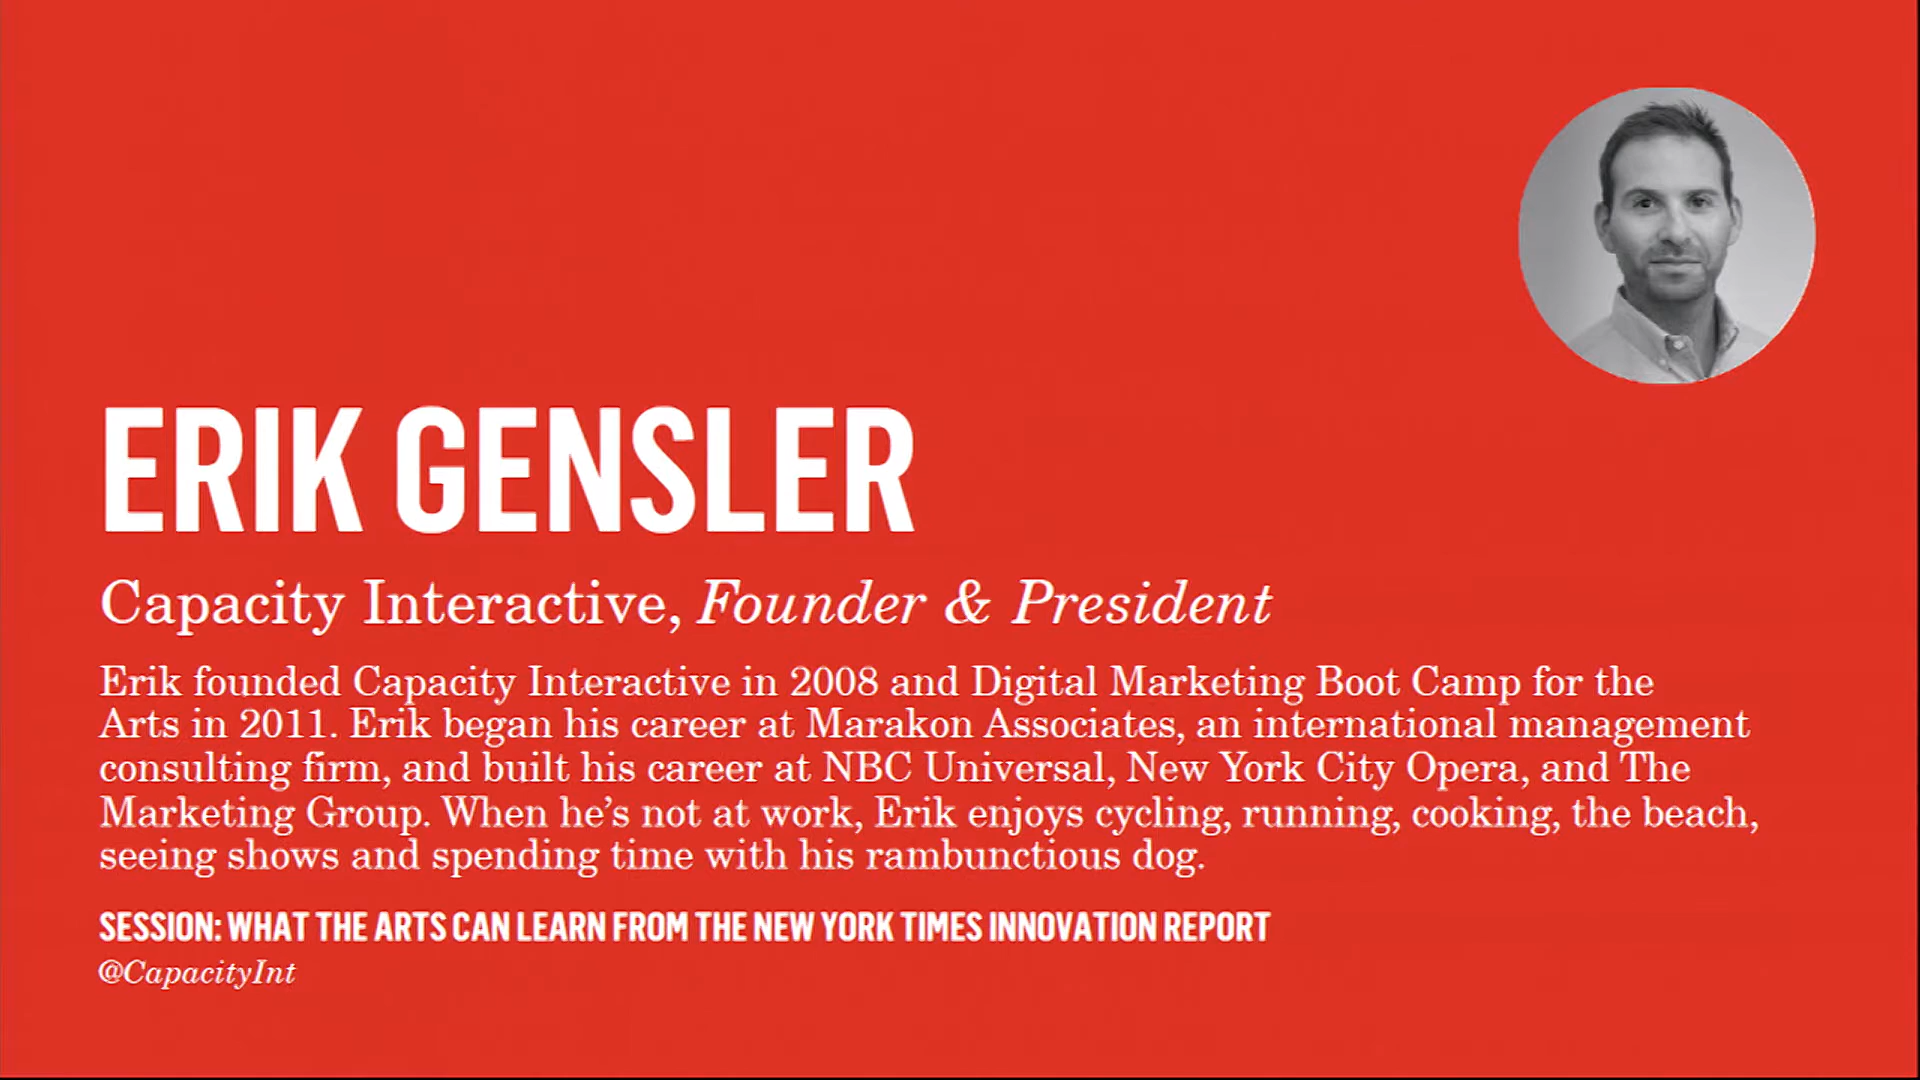 ERIK GENSLER
Capacity Interactive, Founder & President
Erik founded Capacity Interactive in 2008 and Digital Marketing Boot Camp for the
Arts in 2011. Erik began his career at Marakon Associates, an international management
consulting firm, and built his career at NBC Universal, New York City Opera, and The
Marketing Group. When he’s not at work, Erik enjoys cycling, running, cooking, the beach,
seeing shows and spending time with his rambunctious dog.
SESSION: WHAT THE ARTS CAN LEARN FROM THE NEW YORK TIMES INNOVATION REPORT
@CapacityInt